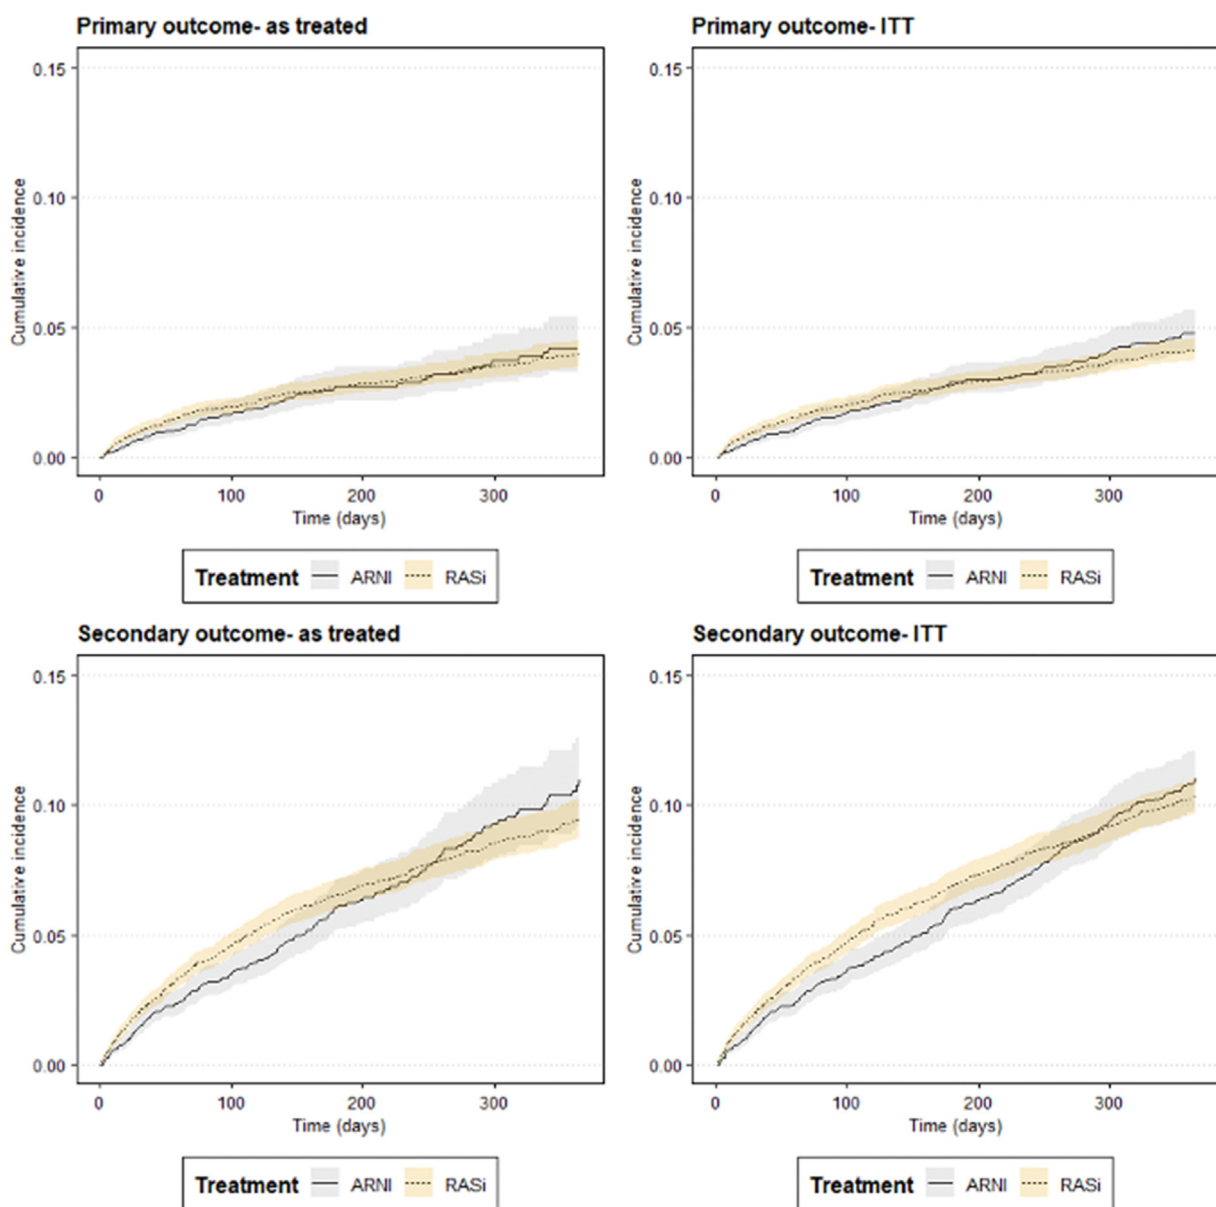 Primary outcome- as treated
0.15
0.10
0.05
0.00
Cumulative incidence
0 100 200 300
Time (days)
Treatment ARNI RASi
Primary outcome- ITT
0.15
0.10
0.05
0.00
Cumulative incidence
0 100 200 300
Time (days)
Treatment ARNI RASi
Secondary outcome- as treated
0.15
0.10
0.05
0.00
Cumulative incidence
0 100 200 300
Time (days)
Treatment ARNI RASi
Secondary outcome- ITT
0.15
0.10
0.05
0.00
Cumulative incidence
0 100 200 300
Time (days)
Treatment ARNI RASi